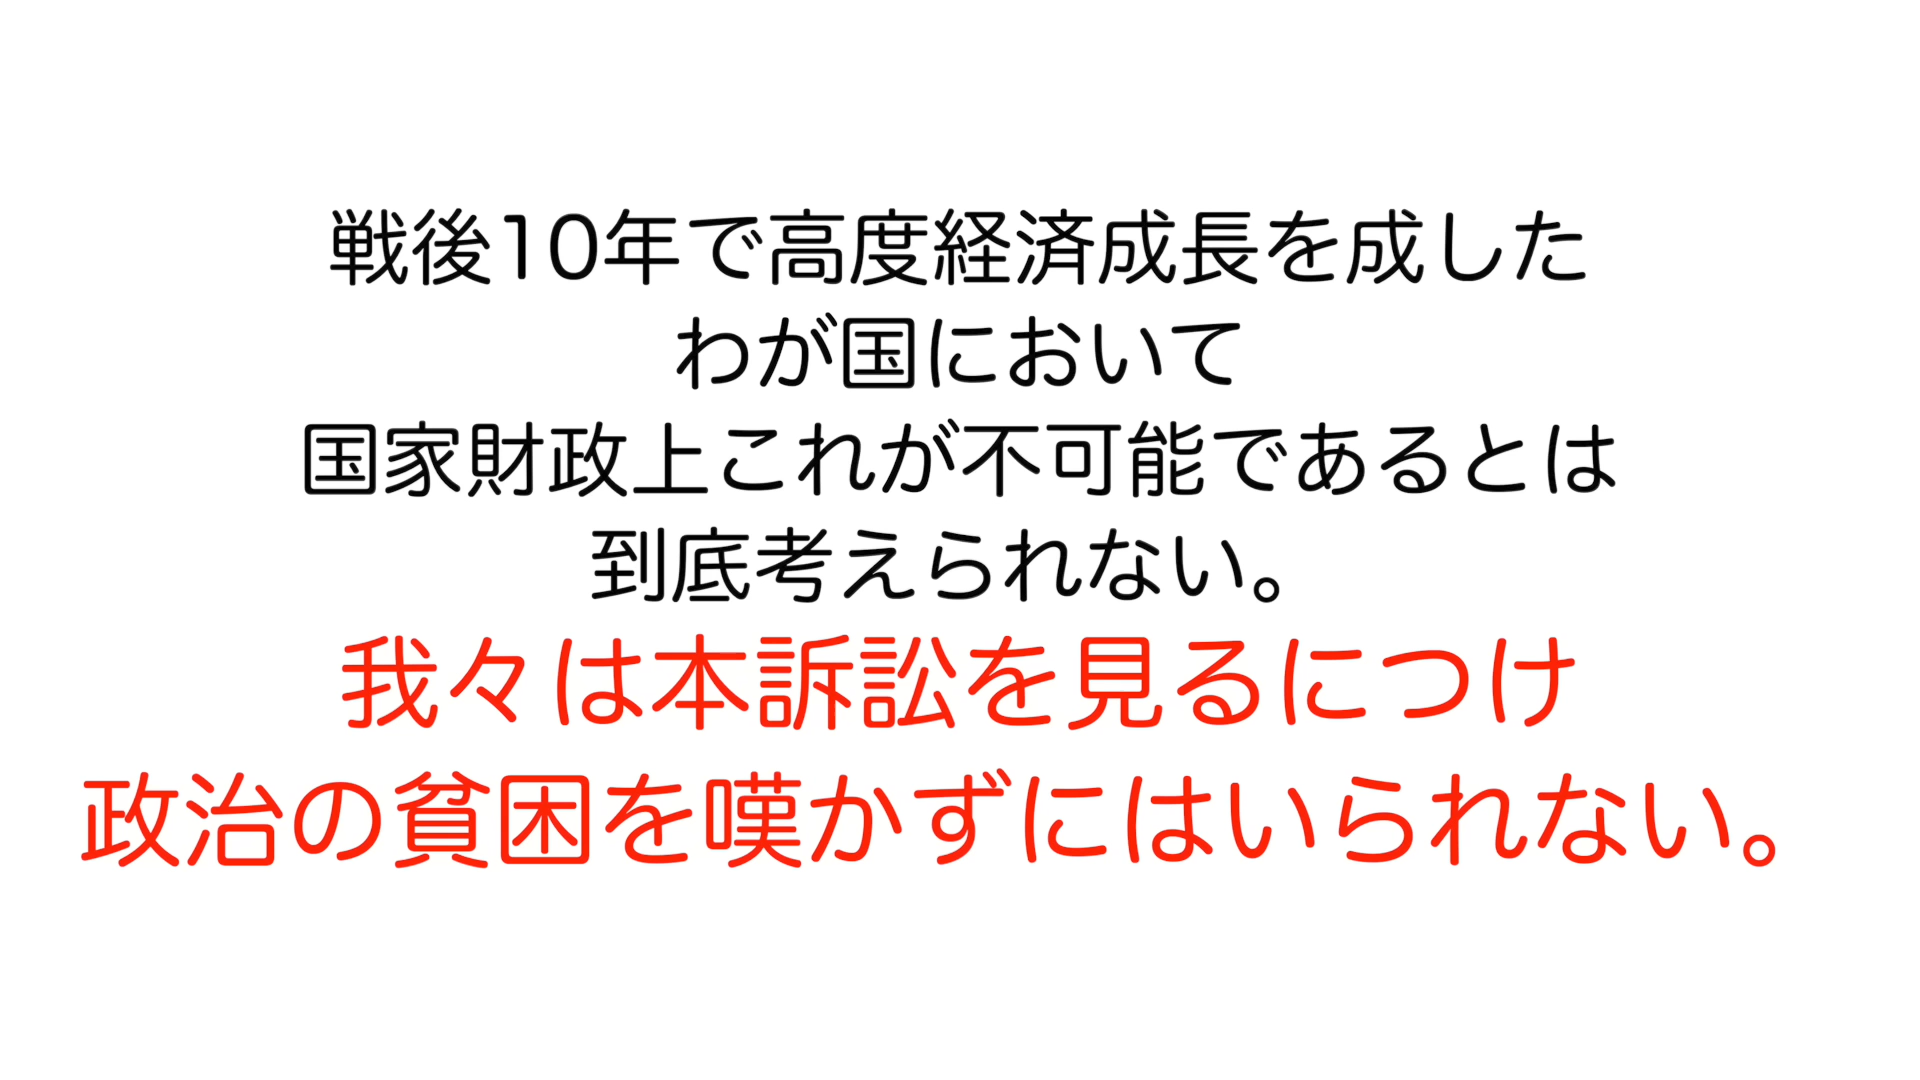 戦後10年で高度経済成長を成した
わが国において
国家財政上これが不可能であるとは
到底考えられない。
我々は本訴訟を見るにつけ
政治の貧困を嘆かずにはいられない。